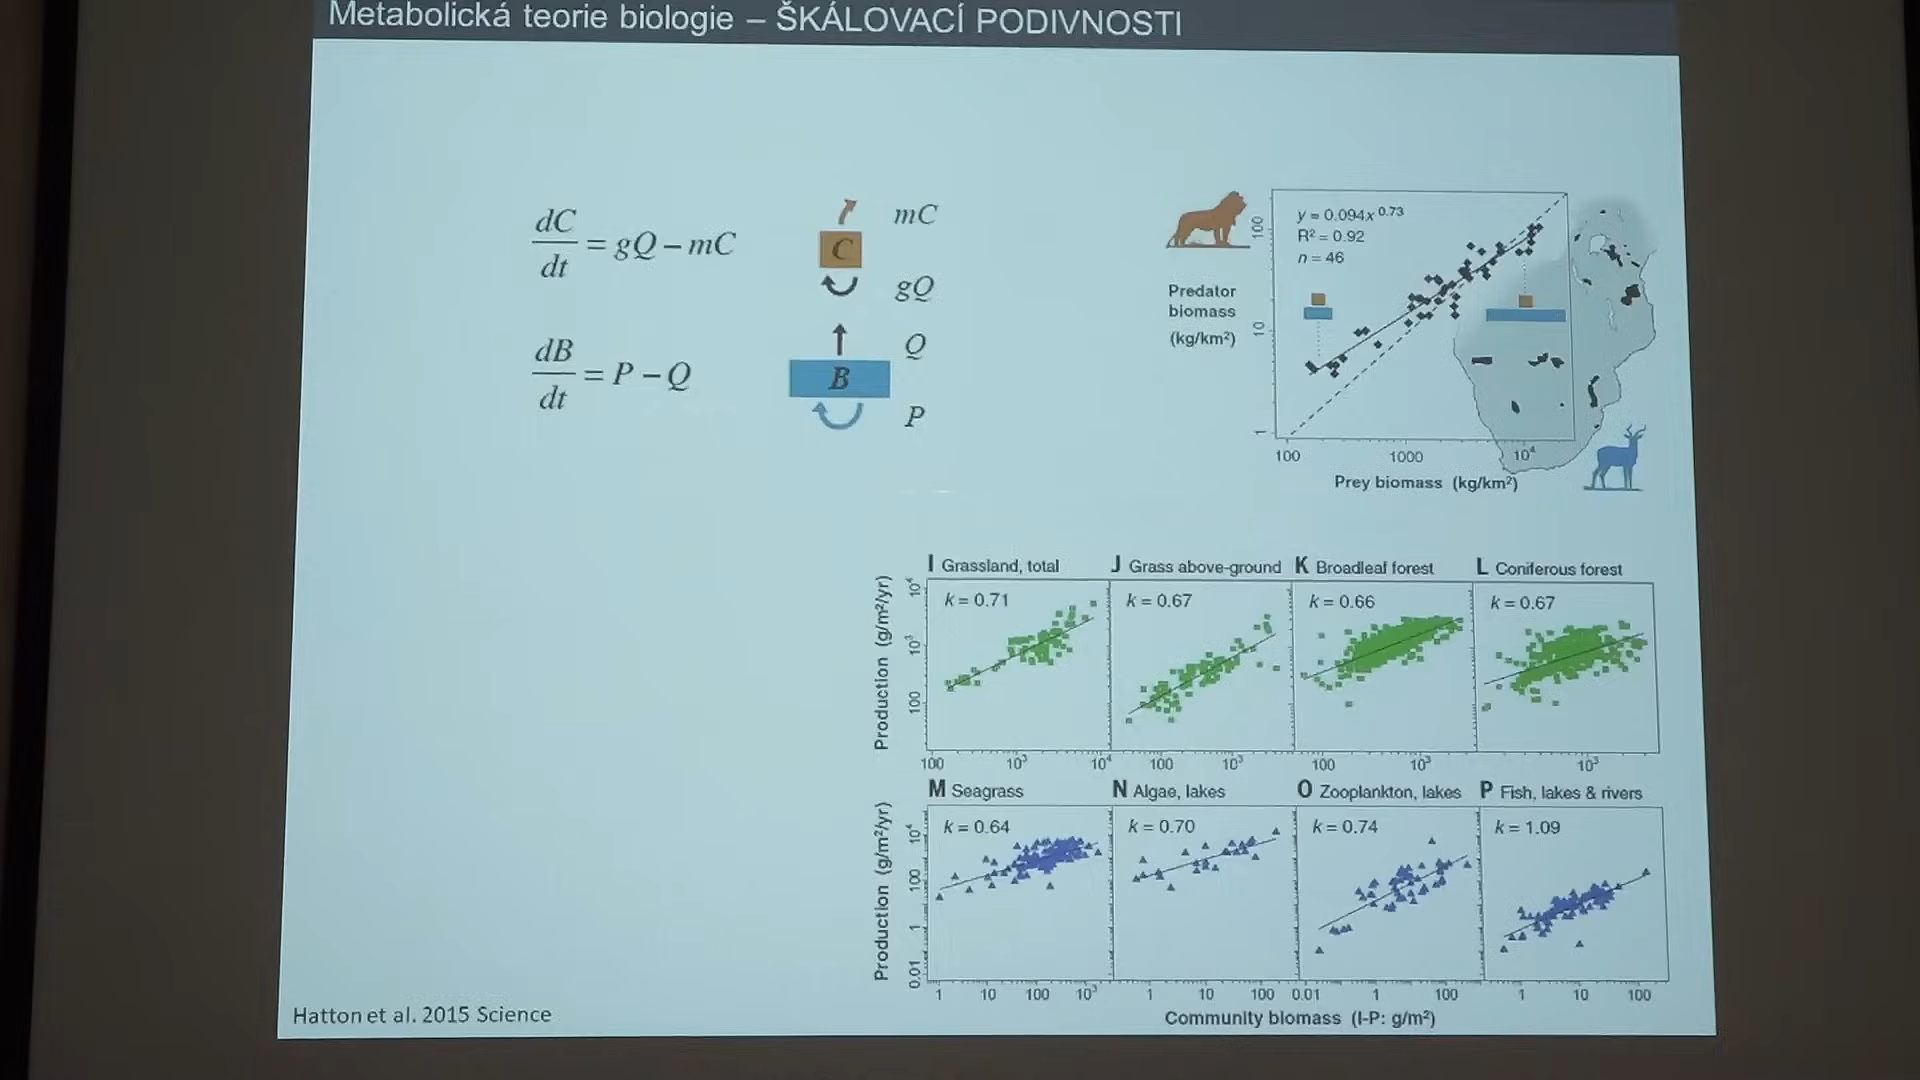 Metabolická teorie biologie – ŠKÁLOVACÍ PODIVNOSTI
dC/dt = gQ – mC
mC
C
gQ
dB/dt = P – Q
Q
B
P
y = 0.094x^0.73
R² = 0.92
n = 46
Predator
biomass
(kg/km²)
100
10
1
100 1000 10⁴
Prey biomass (kg/km²)
I Grassland, total
k = 0.71
J Grass above-ground
k = 0.67
K Broadleaf forest
k = 0.66
L Coniferous forest
k = 0.67
Production (g/m²/yr)
10⁴
10³
100
100 10³ 10⁴
100 10³
100 10³
10³
M Seagrass
k = 0.64
N Algae, lakes
k = 0.70
O Zooplankton, lakes
k = 0.74
P Fish, lakes & rivers
k = 1.09
Production (g/m²/yr)
10⁴
100
1
0.01
1 10 100 10³
1 10 100
0.01 1 100
1 10 100
Community biomass (I-P: g/m²)
Hatton et al. 2015 Science